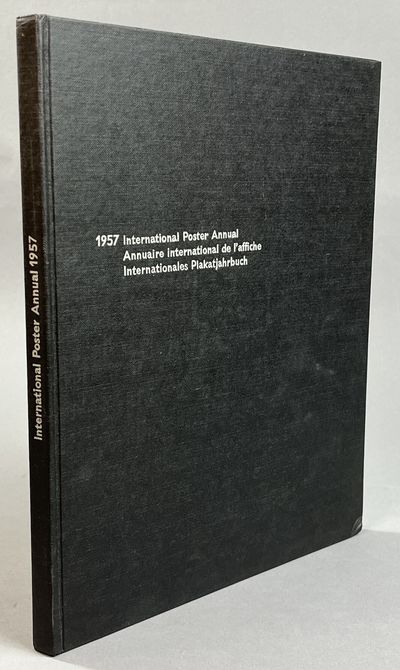 International Poster Annual 1957
1957 International Poster Annual
Annuaire international de l'affiche
Internationales Plakatjahrbuch